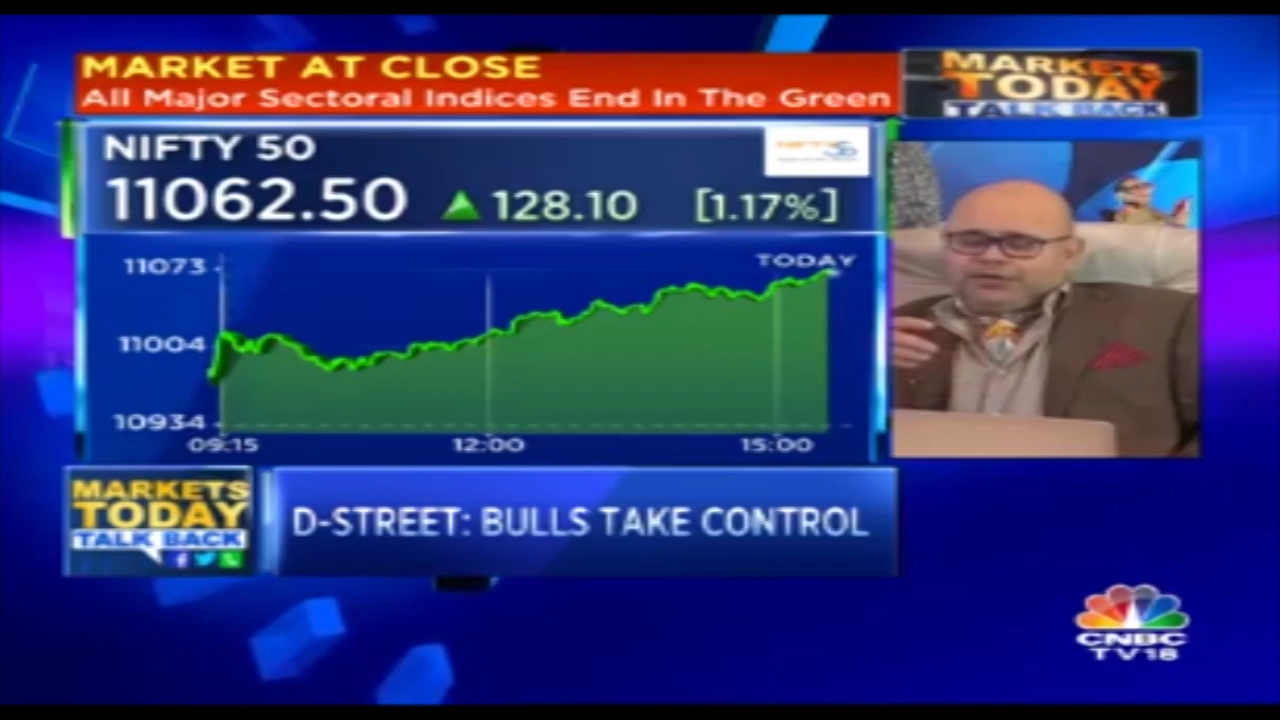 MARKET AT CLOSE
All Major Sectoral Indices End In The Green
MARKETS
TODAY
TALK BACK
NIFTY 50
11062.50 ▲ 128.10 [1.17%]
TODAY
11073
11004
10934
09:15 12:00 15:00
MARKETS
TODAY
TALK BACK
D-STREET: BULLS TAKE CONTROL
CNBC
TV18